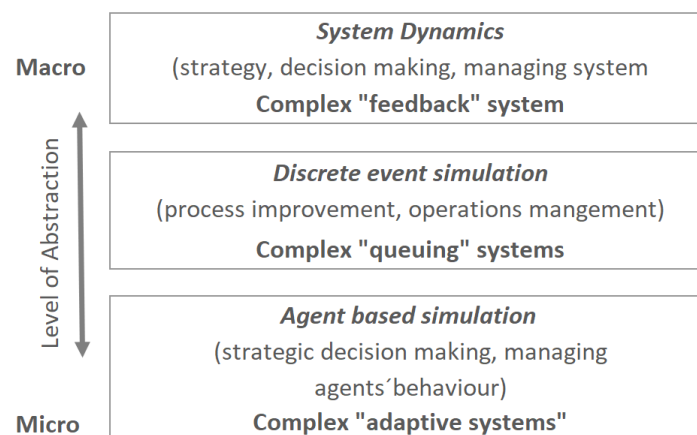 System Dynamics
Macro
(strategy, decision making, managing system
Complex "feedback" system
Level of Abstraction
Discrete event simulation
(process improvement, operations mangement)
Complex "queuing" systems
Agent based simulation
(strategic decision making, managing
agents´behaviour)
Micro
Complex "adaptive systems"